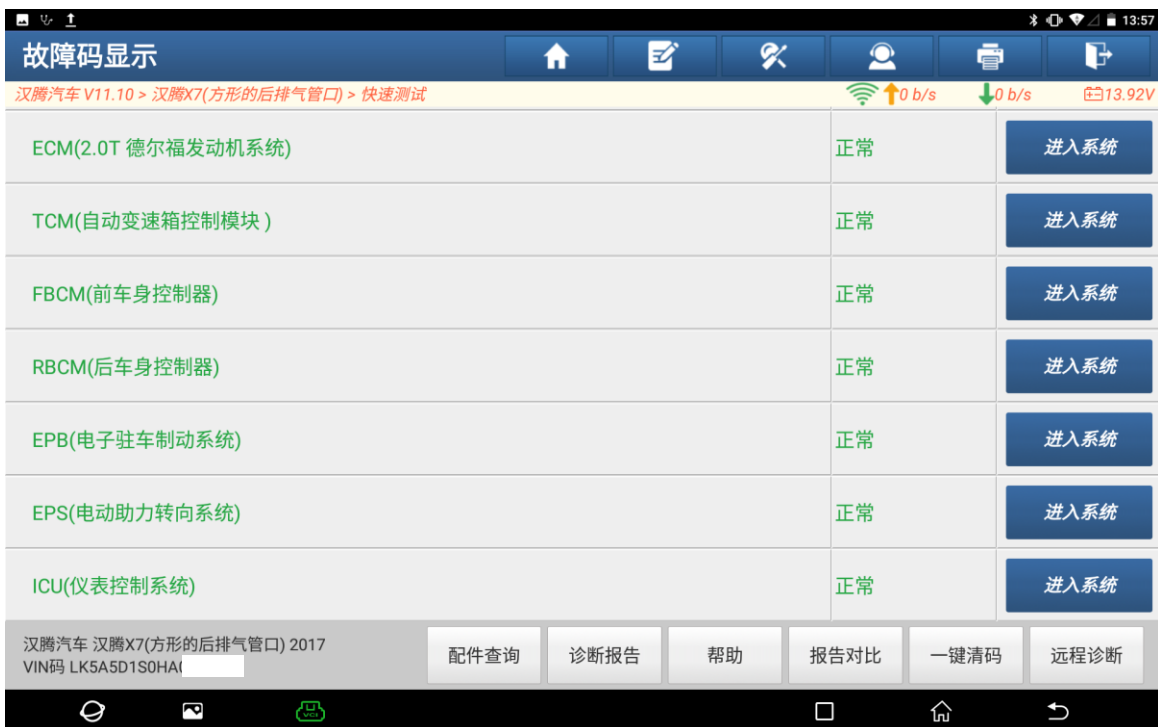 13:57
故障码显示
汉腾汽车 V11.10 > 汉腾X7(方形的后排气管口) > 快速测试
0 b/s
0 b/s
13.92V
ECM(2.0T 德尔福发动机系统)
正常
进入系统
TCM(自动变速箱控制模块 )
正常
进入系统
FBCM(前车身控制器)
正常
进入系统
RBCM(后车身控制器)
正常
进入系统
EPB(电子驻车制动系统)
正常
进入系统
EPS(电动助力转向系统)
正常
进入系统
ICU(仪表控制系统)
正常
进入系统
汉腾汽车 汉腾X7(方形的后排气管口) 2017
VIN码 LK5A5D1S0HA
配件查询
诊断报告
帮助
报告对比
一键清码
远程诊断
VCI